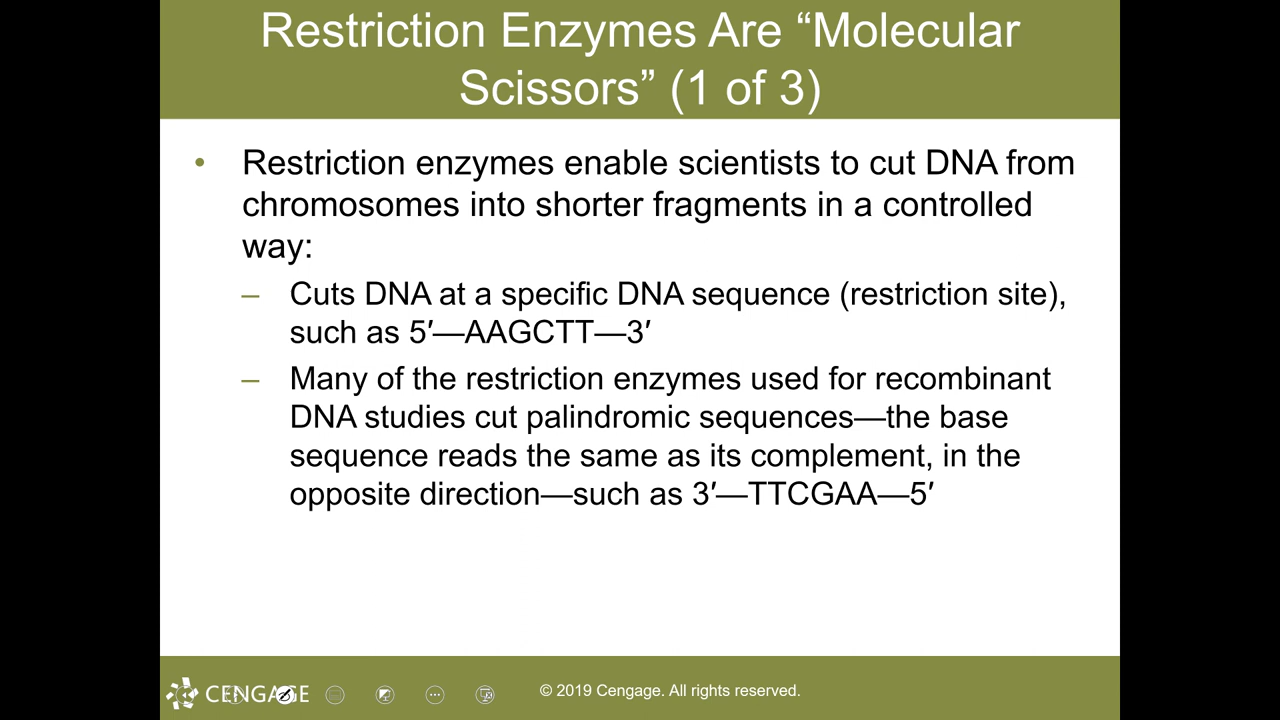 Restriction Enzymes Are “Molecular
Scissors” (1 of 3)
• Restriction enzymes enable scientists to cut DNA from
chromosomes into shorter fragments in a controlled
way:
– Cuts DNA at a specific DNA sequence (restriction site),
such as 5′—AAGCTT—3′
– Many of the restriction enzymes used for recombinant
DNA studies cut palindromic sequences—the base
sequence reads the same as its complement, in the
opposite direction—such as 3′—TTCGAA—5′
CENGAGE
© 2019 Cengage. All rights reserved.